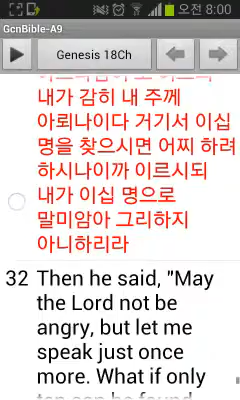 오전 8:00
GcnBible-A9
Genesis 18Ch
내가 감히 내 주께
아뢰나이다 거기서 이십
명을 찾으시면 어찌 하려
하시나이까 이르시되
내가 이십 명으로
말미암아 그리하지
아니하리라
32 Then he said, "May
the Lord not be
angry, but let me
speak just once
more. What if only
ten can be found